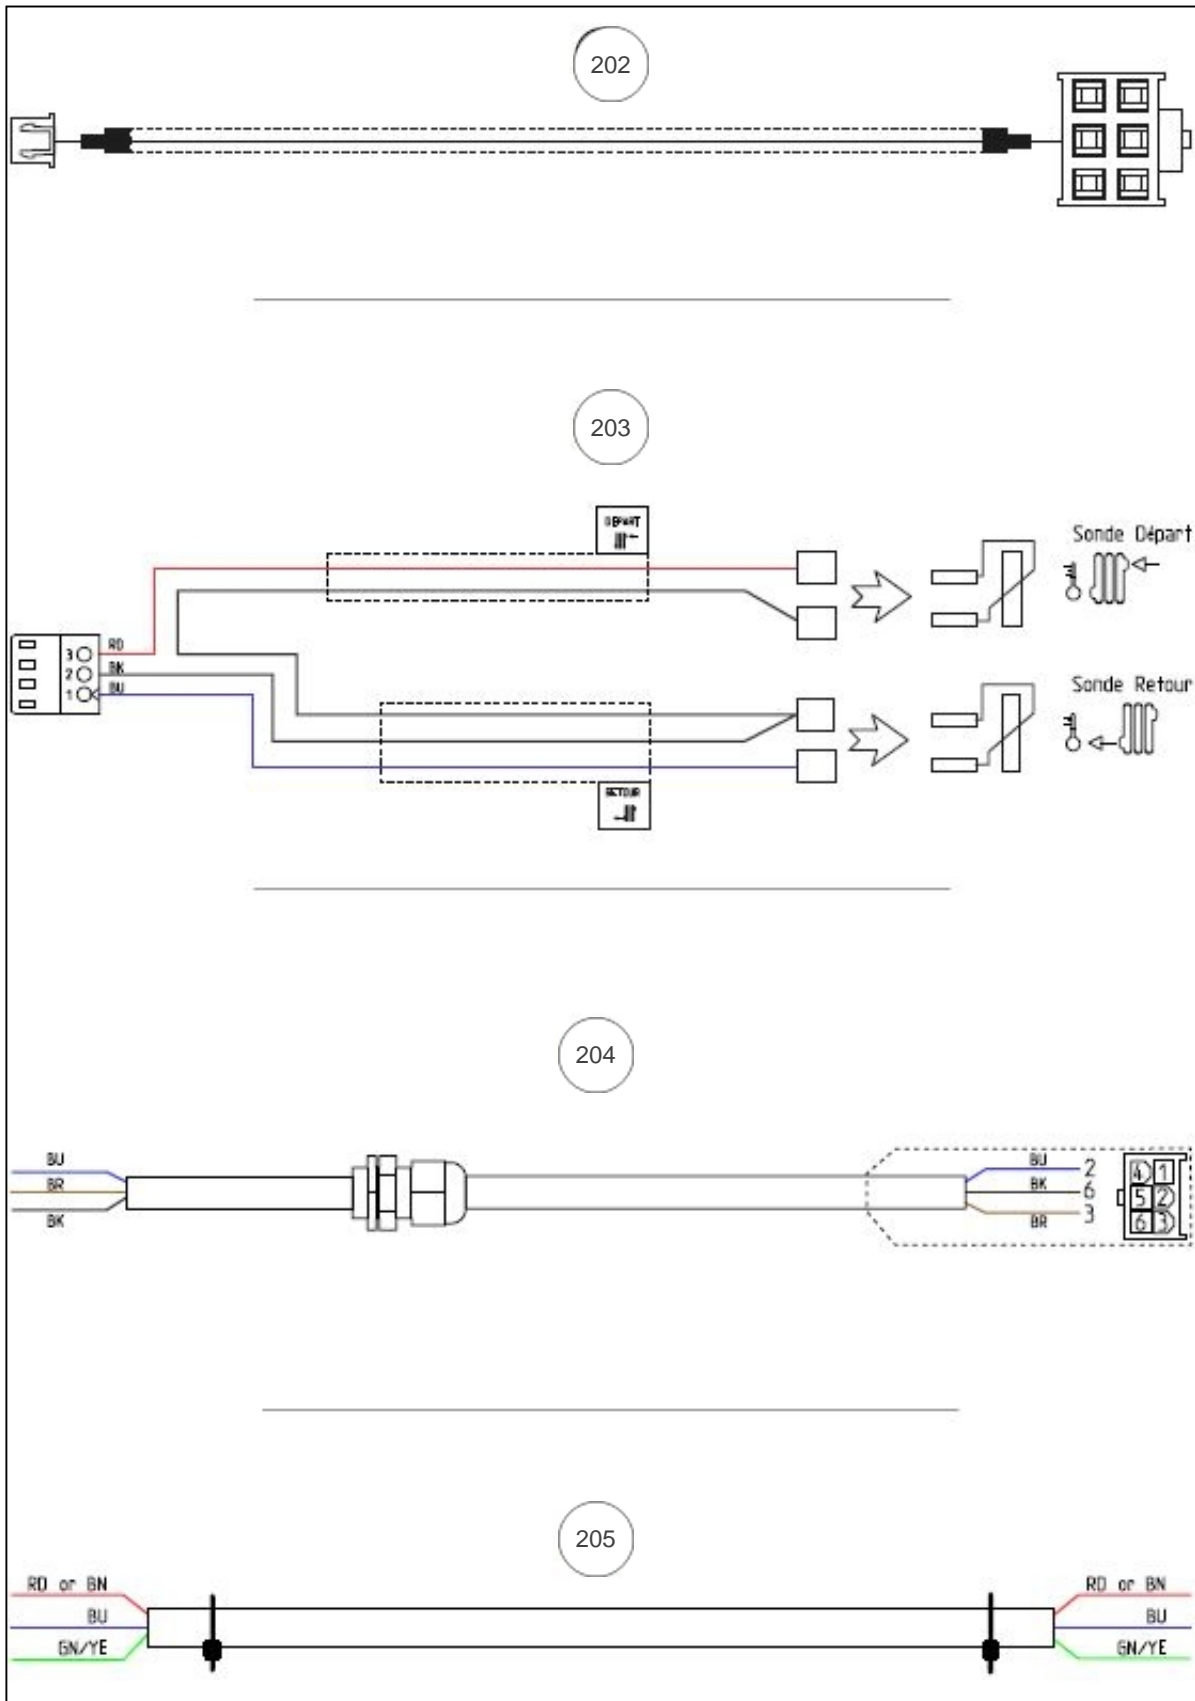 202
203
DEPART
Sonde Départ
3 RD
2 BK
1 BU
Sonde Retour
RETOUR
204
BU
BR
BK
BU 2
BK 6
BR 3
4 1
5 2
6 3
205
RD or BN
BU
GN/YE
RD or BN
BU
GN/YE